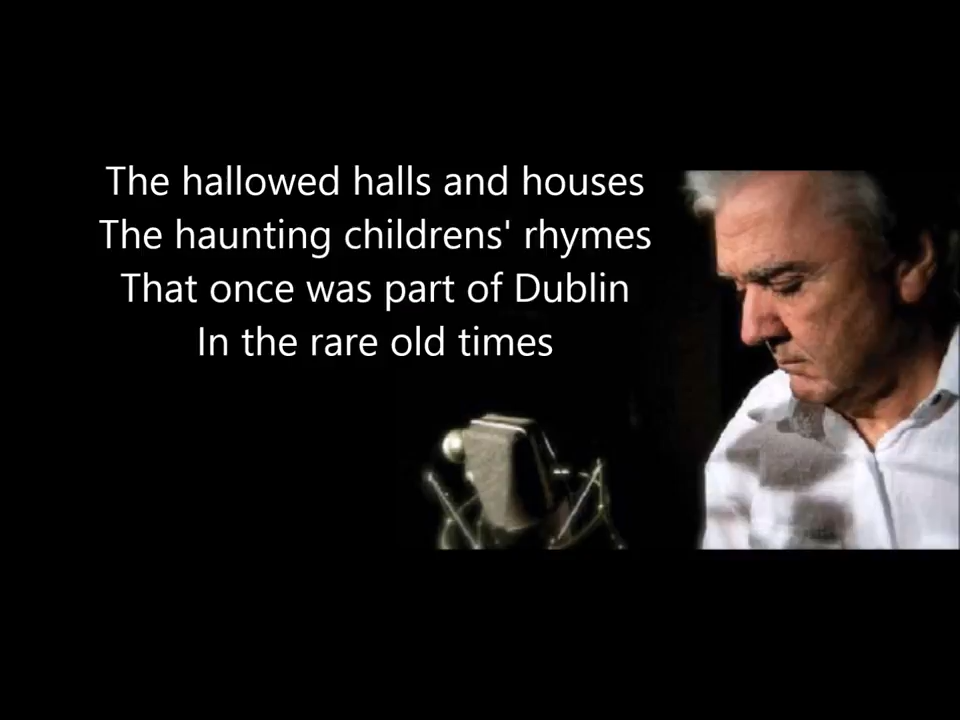 The hallowed halls and houses
The haunting childrens' rhymes
That once was part of Dublin
In the rare old times